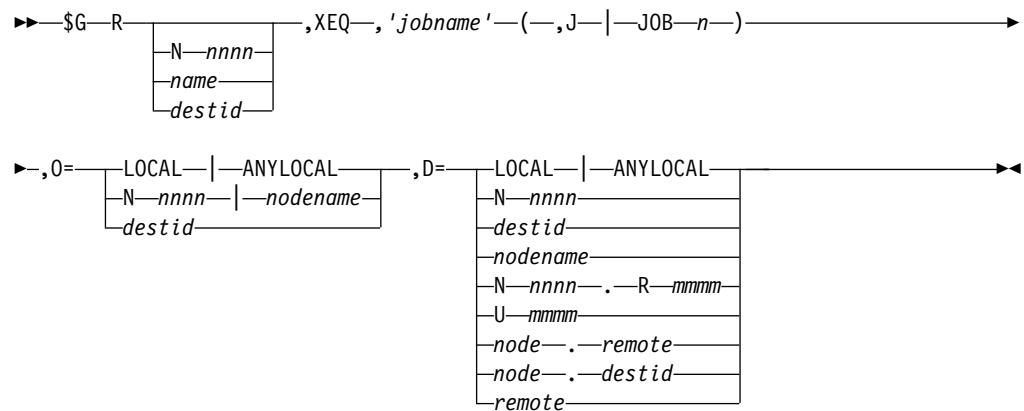 $G R ,XEQ ,'jobname' ( ,J | JOB n )
N nnnn
name
destid
,O= LOCAL | ANYLOCAL ,D= LOCAL | ANYLOCAL
N nnnn | nodename N nnnn
destid destid
nodename
N nnnn . R mmmm
U mmmm
node . remote
node . destid
remote